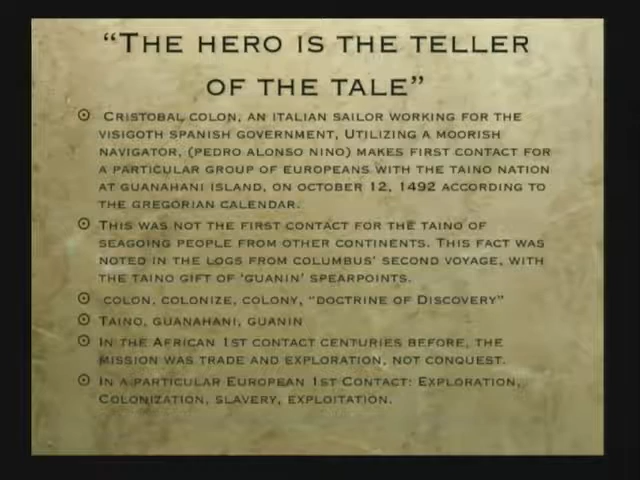 “The hero is the teller
of the tale”
Cristobal colon, an italian sailor working for the
visigoth spanish government, Utilizing a moorish
navigator, (pedro alonso nino) makes first contact for
a particular group of europeans with the taino nation
at guanahani island, on october 12, 1492 according to
the gregorian calendar.
This was not the first contact for the taino of
seagoing people from other continents. This fact was
noted in the logs from columbus’ second voyage, with
the taino gift of ‘guanin’ spearpoints.
colon, colonize, colony, “doctrine of Discovery”
Taino, guanahani, guanin
In the African 1st contact centuries before, the
mission was trade and exploration, not conquest.
In a particular European 1st Contact: Exploration,
Colonization, slavery, exploitation.